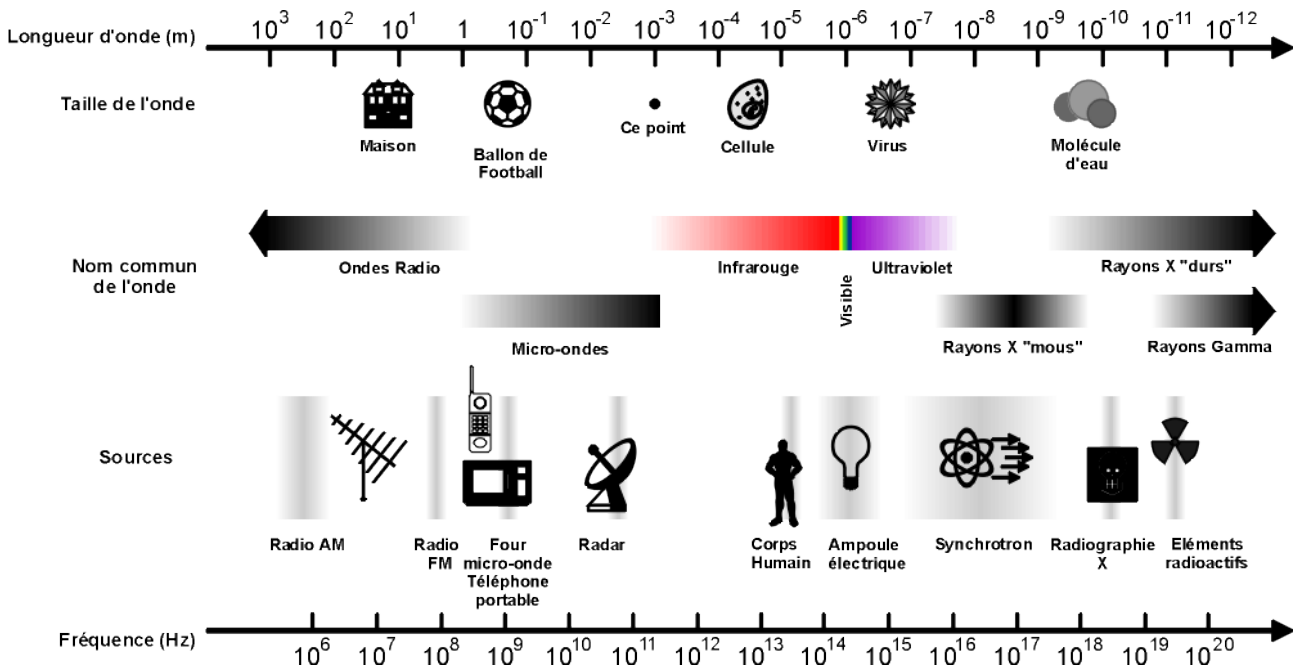 10³ 10² 10¹ 1 10⁻¹ 10⁻² 10⁻³ 10⁻⁴ 10⁻⁵ 10⁻⁶ 10⁻⁷ 10⁻⁸ 10⁻⁹ 10⁻¹⁰ 10⁻¹¹ 10⁻¹²
Longueur d'onde (m)
Taille de l'onde
Maison
Ballon de
Football
Ce point
Cellule
Virus
Molécule
d'eau
Nom commun
de l'onde
Ondes Radio
Infrarouge
Visible
Ultraviolet
Rayons X "durs"
Micro-ondes
Rayons X "mous"
Rayons Gamma
Sources
Radio AM
Radio
FM
Four
micro-onde
Téléphone
portable
Radar
Corps
Humain
Ampoule
électrique
Synchrotron
Radiographie
X
Eléments
radioactifs
Fréquence (Hz)
10⁶ 10⁷ 10⁸ 10⁹ 10¹⁰ 10¹¹ 10¹² 10¹³ 10¹⁴ 10¹⁵ 10¹⁶ 10¹⁷ 10¹⁸ 10¹⁹ 10²⁰